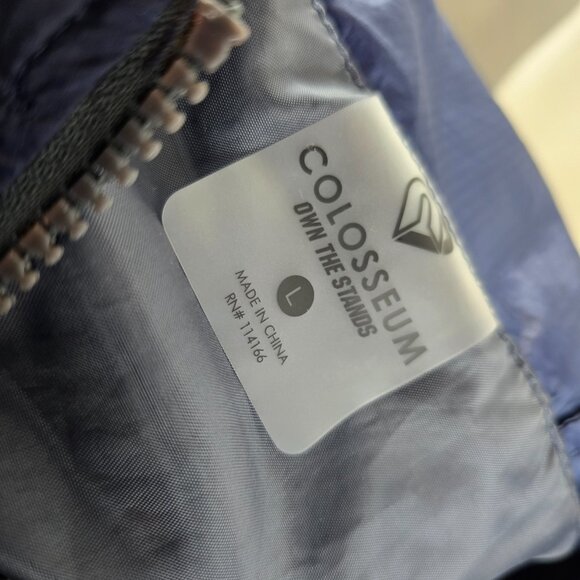 COLOSSEUM
OWN THE STANDS
L
MADE IN CHINA
RN# 114166